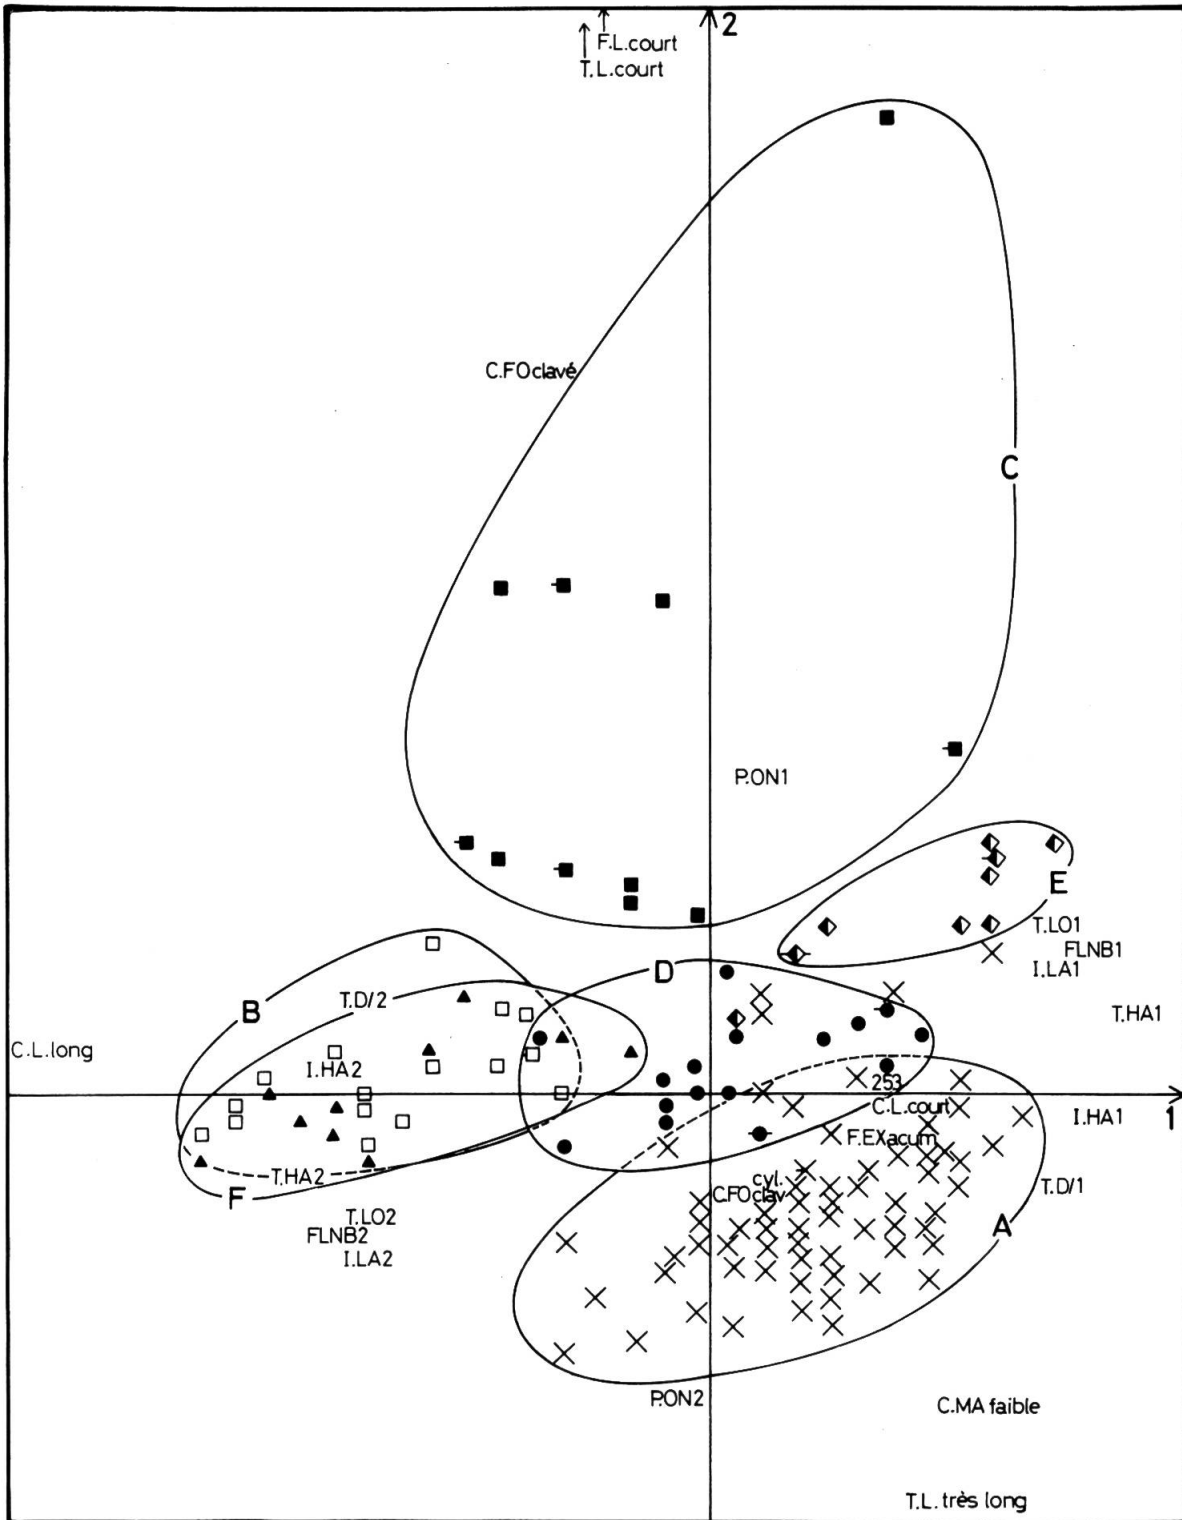 2
F.L.court
T.L.court
C.FOclavé
C
P.ON1
E
T.LO1
FLNB1
I.LA1
D
B
T.D/2
T.HA1
C.L.long
I.HA2
253
C.L.court
I.HA1
1
F.EXacum
T.HA2
cyl.
C.FOclav
T.D/1
F
T.LO2
FLNB2
I.LA2
A
P.ON2
C.MA faible
T.L. très long